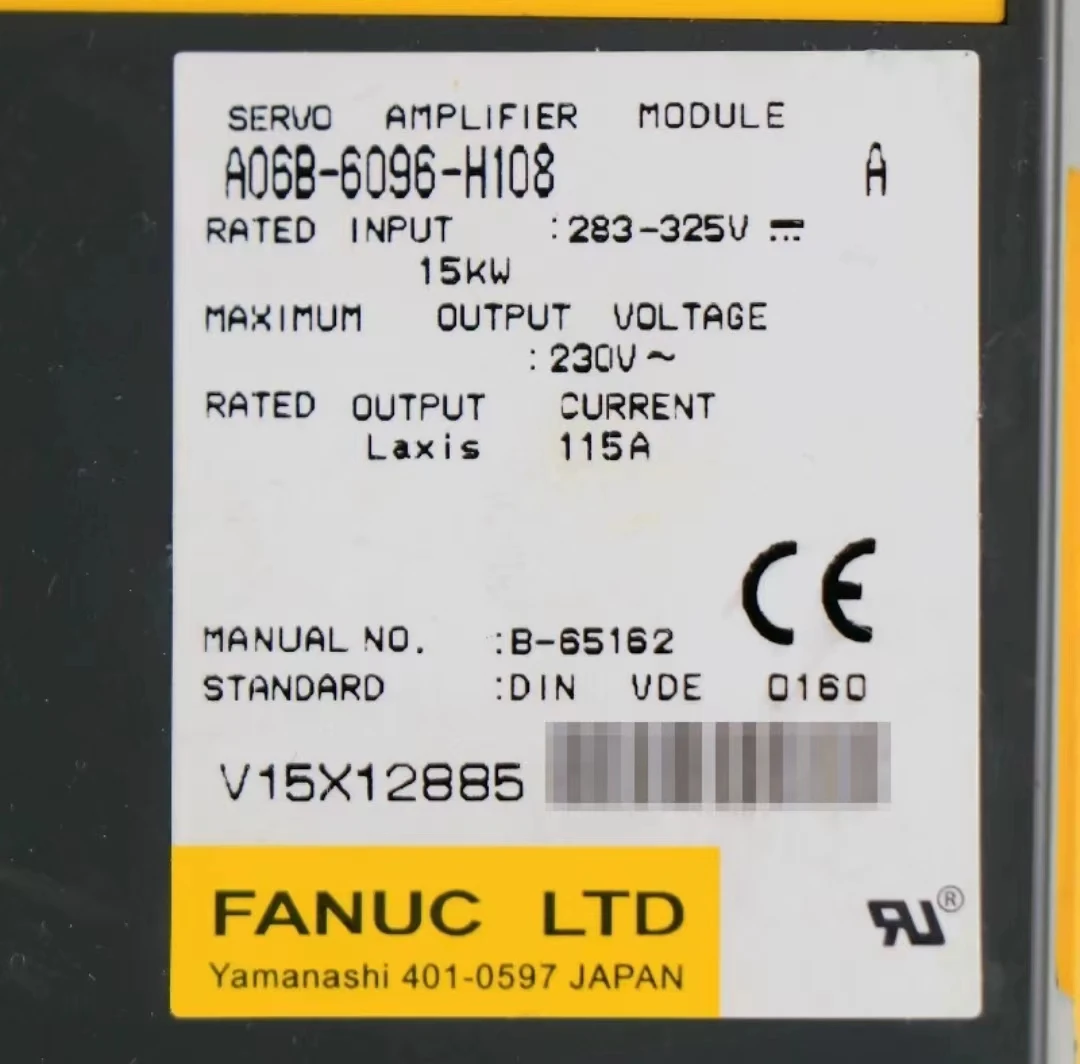 SERVO AMPLIFIER MODULE
A06B-6096-H108 A
RATED INPUT :283-325V ⎓
15KW
MAXIMUM OUTPUT VOLTAGE
:230V~
RATED OUTPUT CURRENT
Laxis 115A
CE
MANUAL NO. :B-65162
STANDARD :DIN VDE 0160
V15X12885
FANUC LTD
Yamanashi 401-0597 JAPAN
RU®